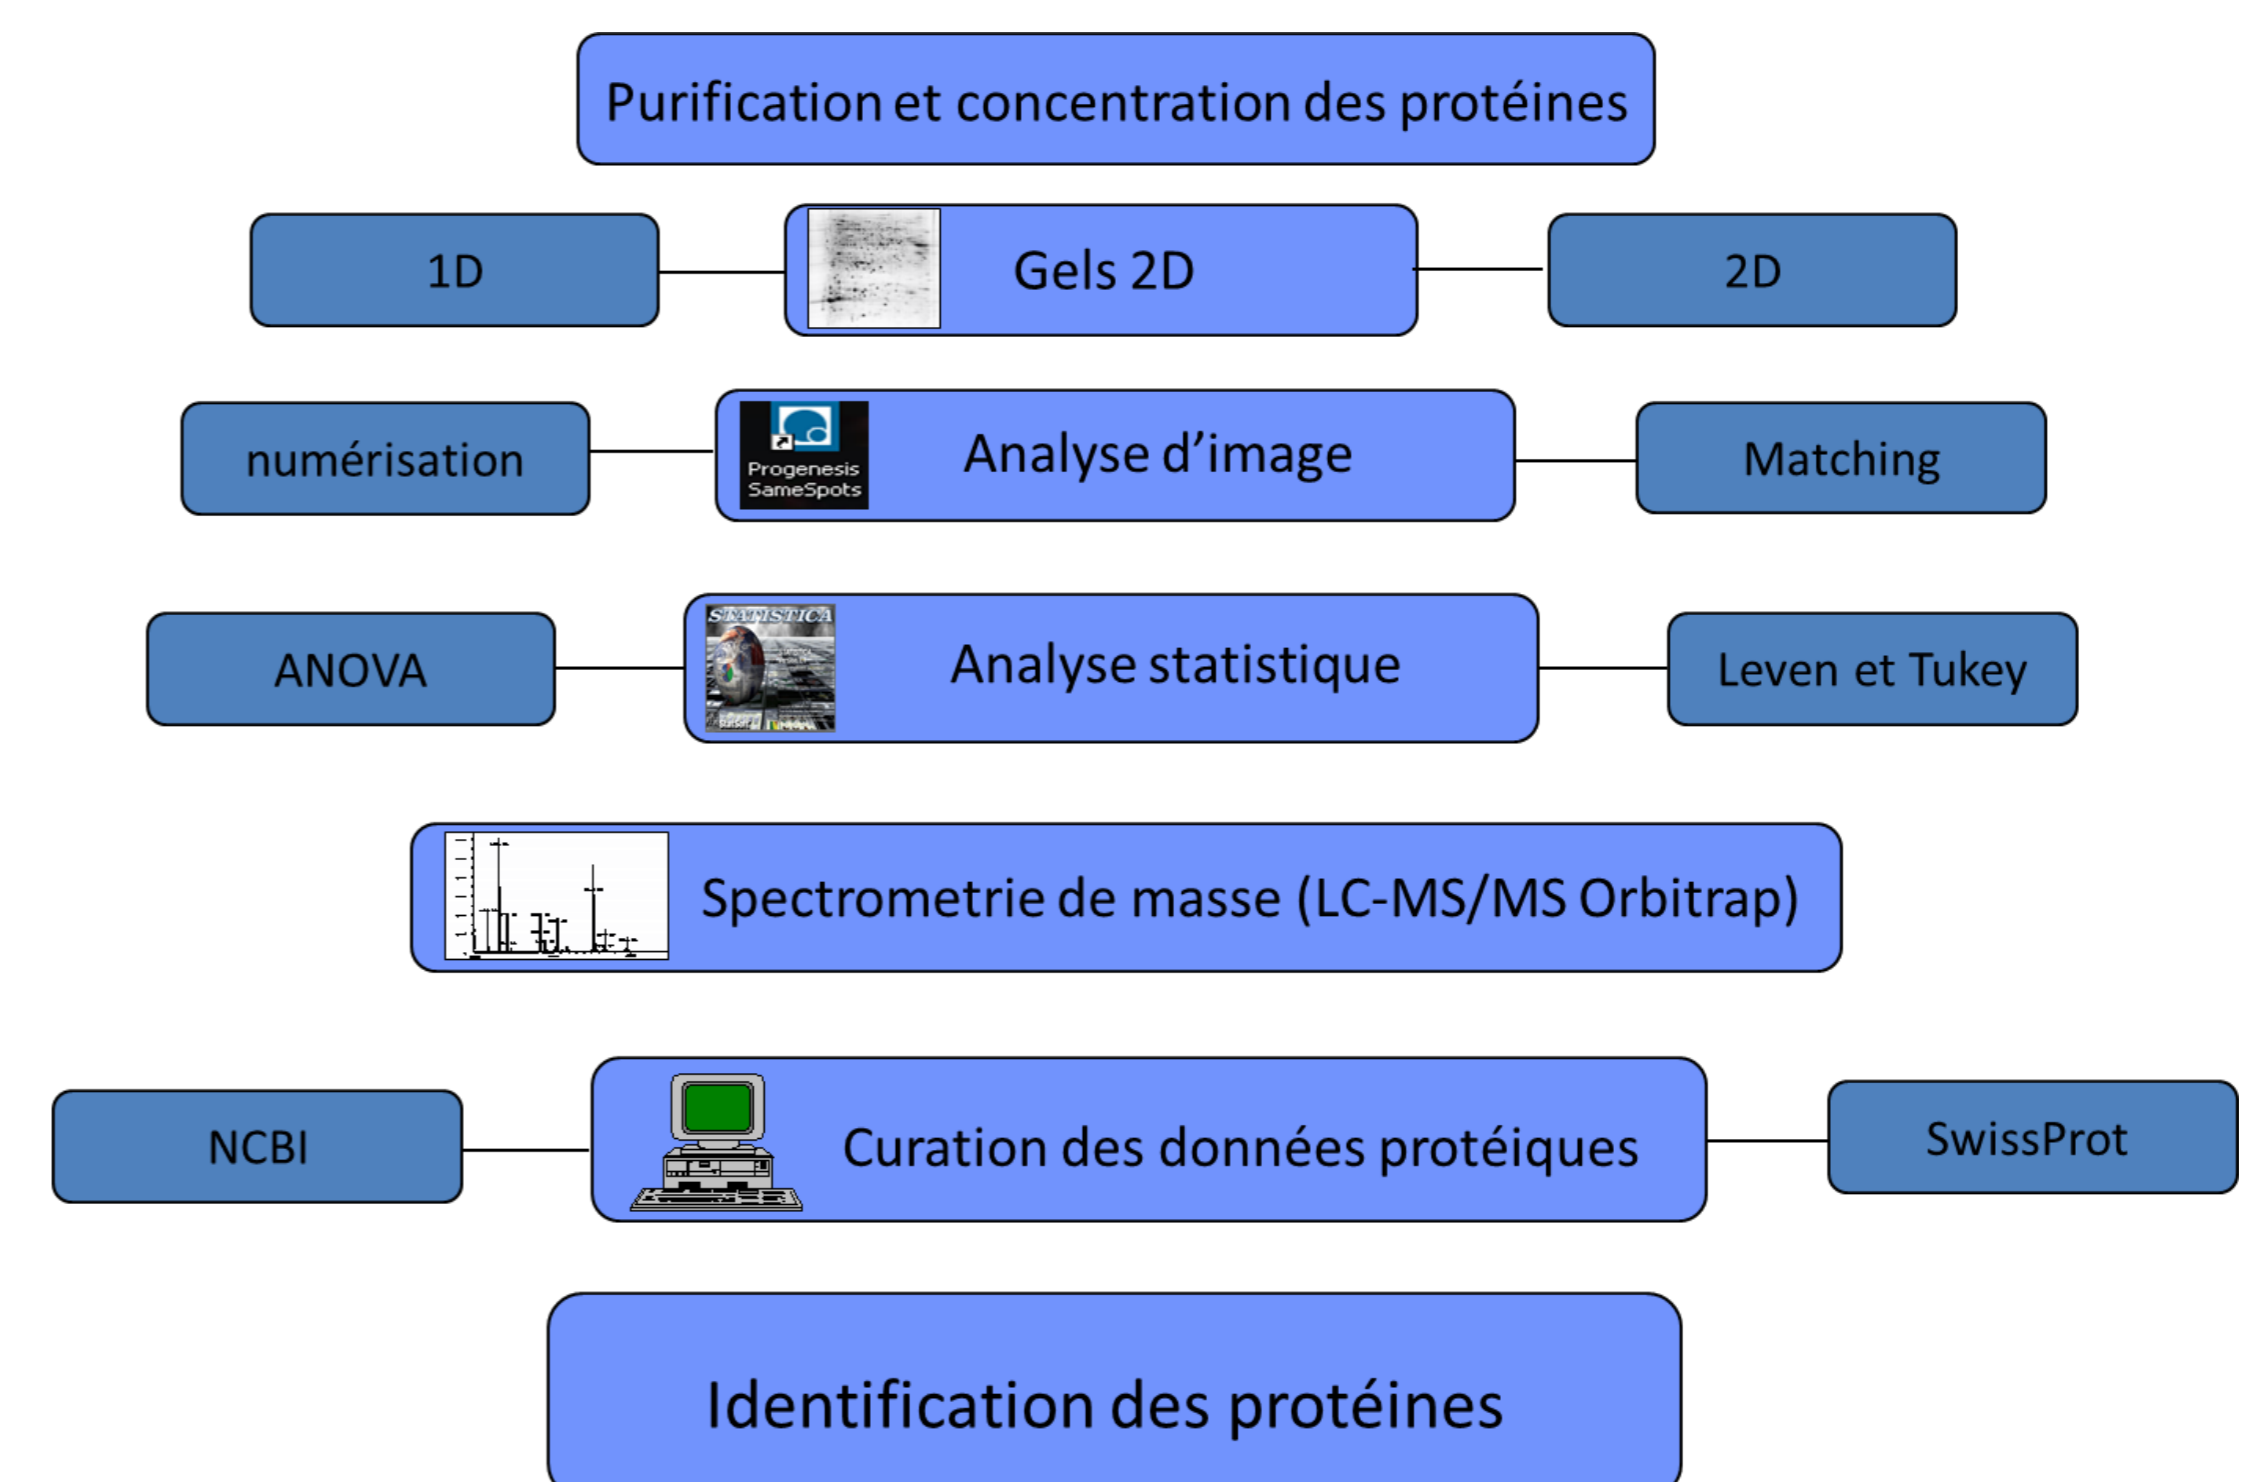 Purification et concentration des protéines
1D
Gels 2D
2D
numérisation
Progenesis
SameSpots
Analyse d’image
Matching
ANOVA
STATISTICA
Analyse statistique
Leven et Tukey
Spectrometrie de masse (LC-MS/MS Orbitrap)
NCBI
Curation des données protéiques
SwissProt
Identification des protéines